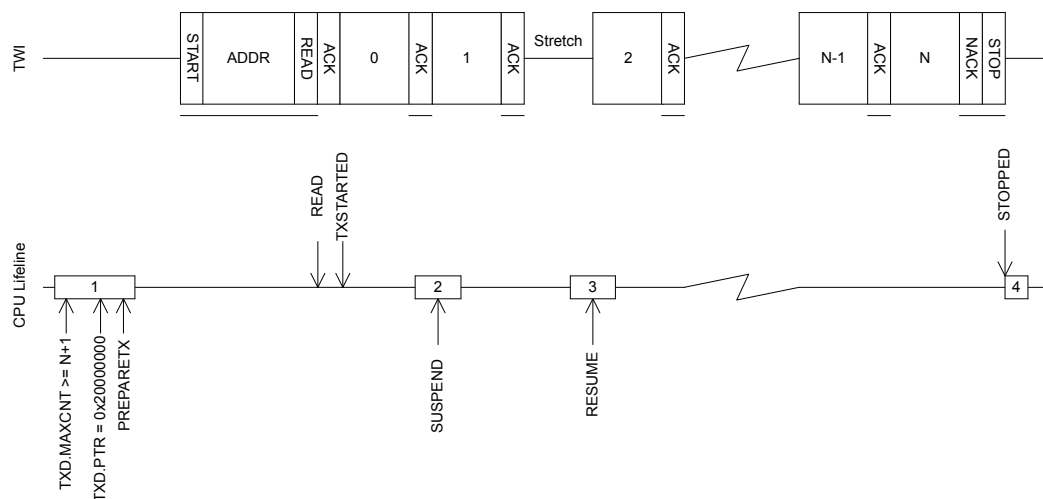 TWI
START
ADDR
READ
ACK
0
ACK
1
ACK
Stretch
2
ACK
N-1
ACK
N
NACK
STOP
READ
TXSTARTED
STOPPED
CPU Lifeline
1
2
3
4
TXD.MAXCNT >= N+1
TXD.PTR = 0x20000000
PREPARETX
SUSPEND
RESUME